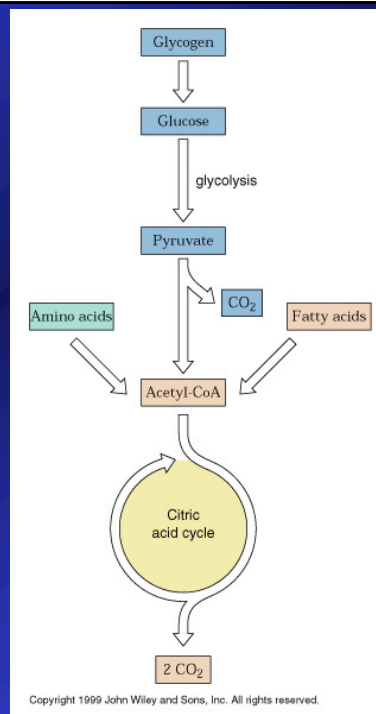 Glycogen
Glucose
glycolysis
Pyruvate
CO₂
Amino acids
Fatty acids
Acetyl-CoA
Citric
acid cycle
2 CO₂
Copyright 1999 John Wiley and Sons, Inc. All rights reserved.